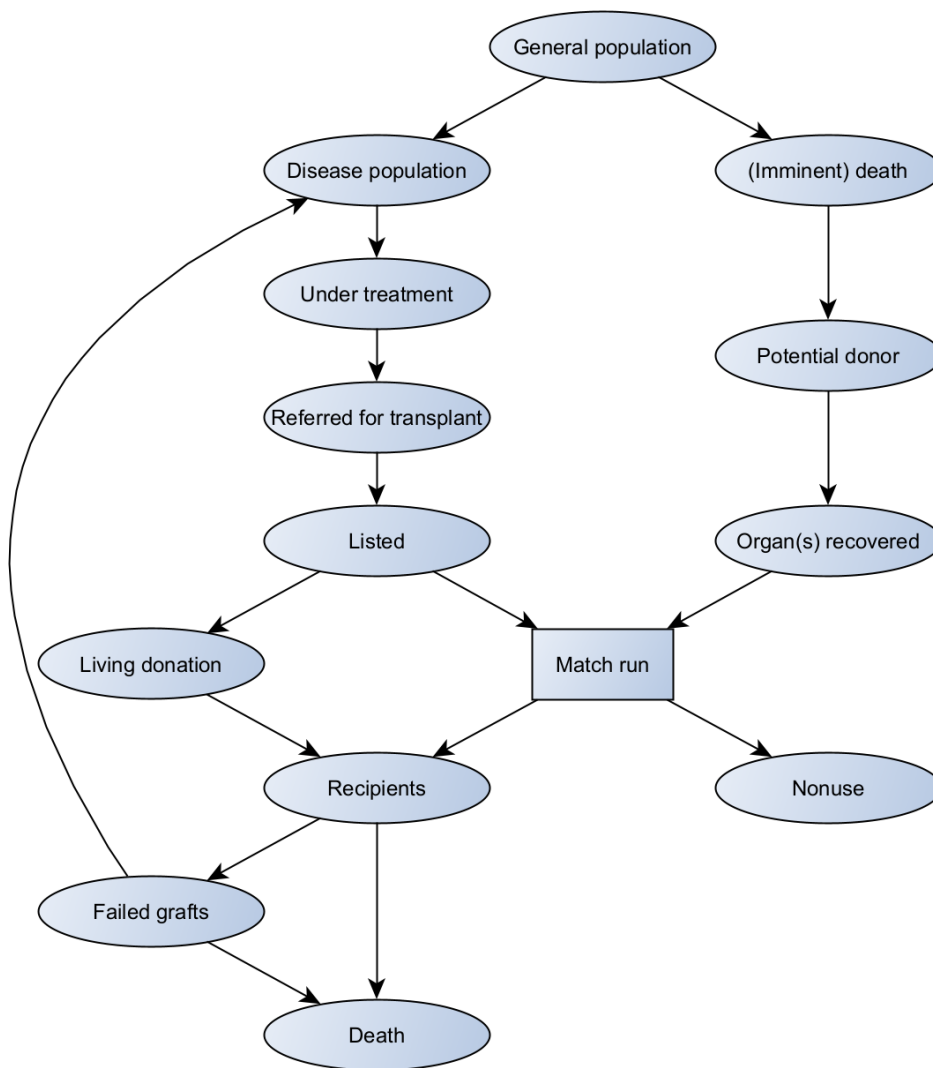 General population
Disease population
(Imminent) death
Under treatment
Potential donor
Referred for transplant
Listed
Organ(s) recovered
Living donation
Match run
Recipients
Nonuse
Failed grafts
Death